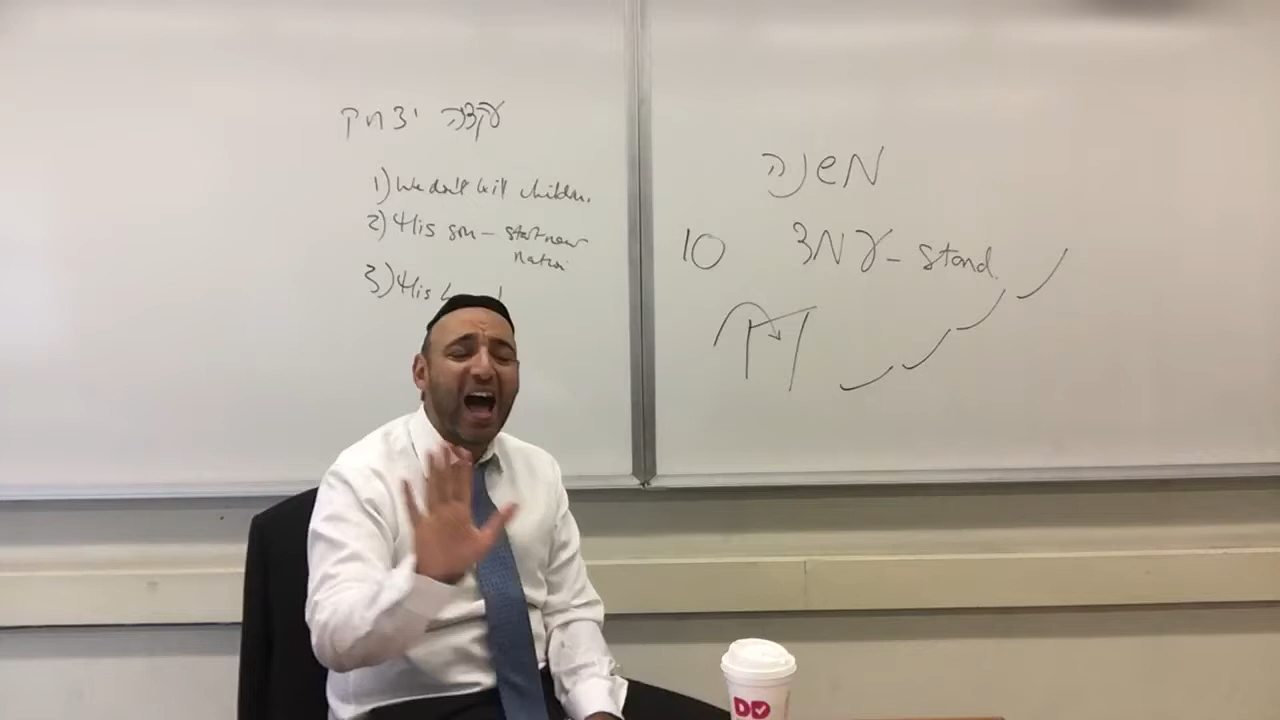 עקדה יצחק
1) We don't kill children.
2) His son - start new
nation
3) His
משנה
10 עמד - stand
DD